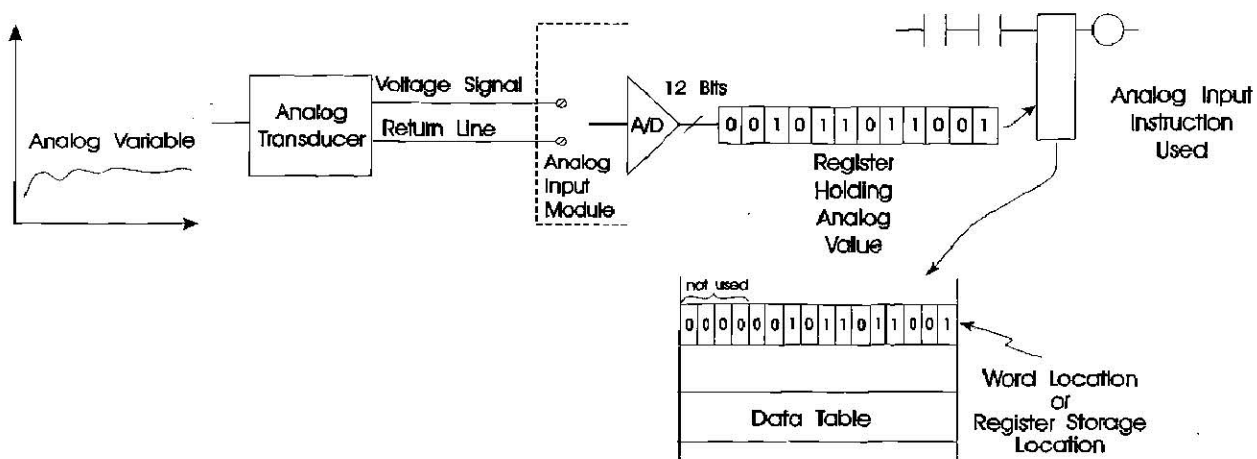 Analog Variable
Analog
Transducer
Voltage Signal
Return Line
Analog
Input
Module
A/D
12 Bits
0 0 1 0 1 1 0 1 1 0 0 1
Register
Holding
Analog
Value
Analog Input
Instruction
Used
not used
0 0 0 0 0 0 1 0 1 1 0 1 1 0 0 1
Data Table
Word Location
or
Register Storage
Location